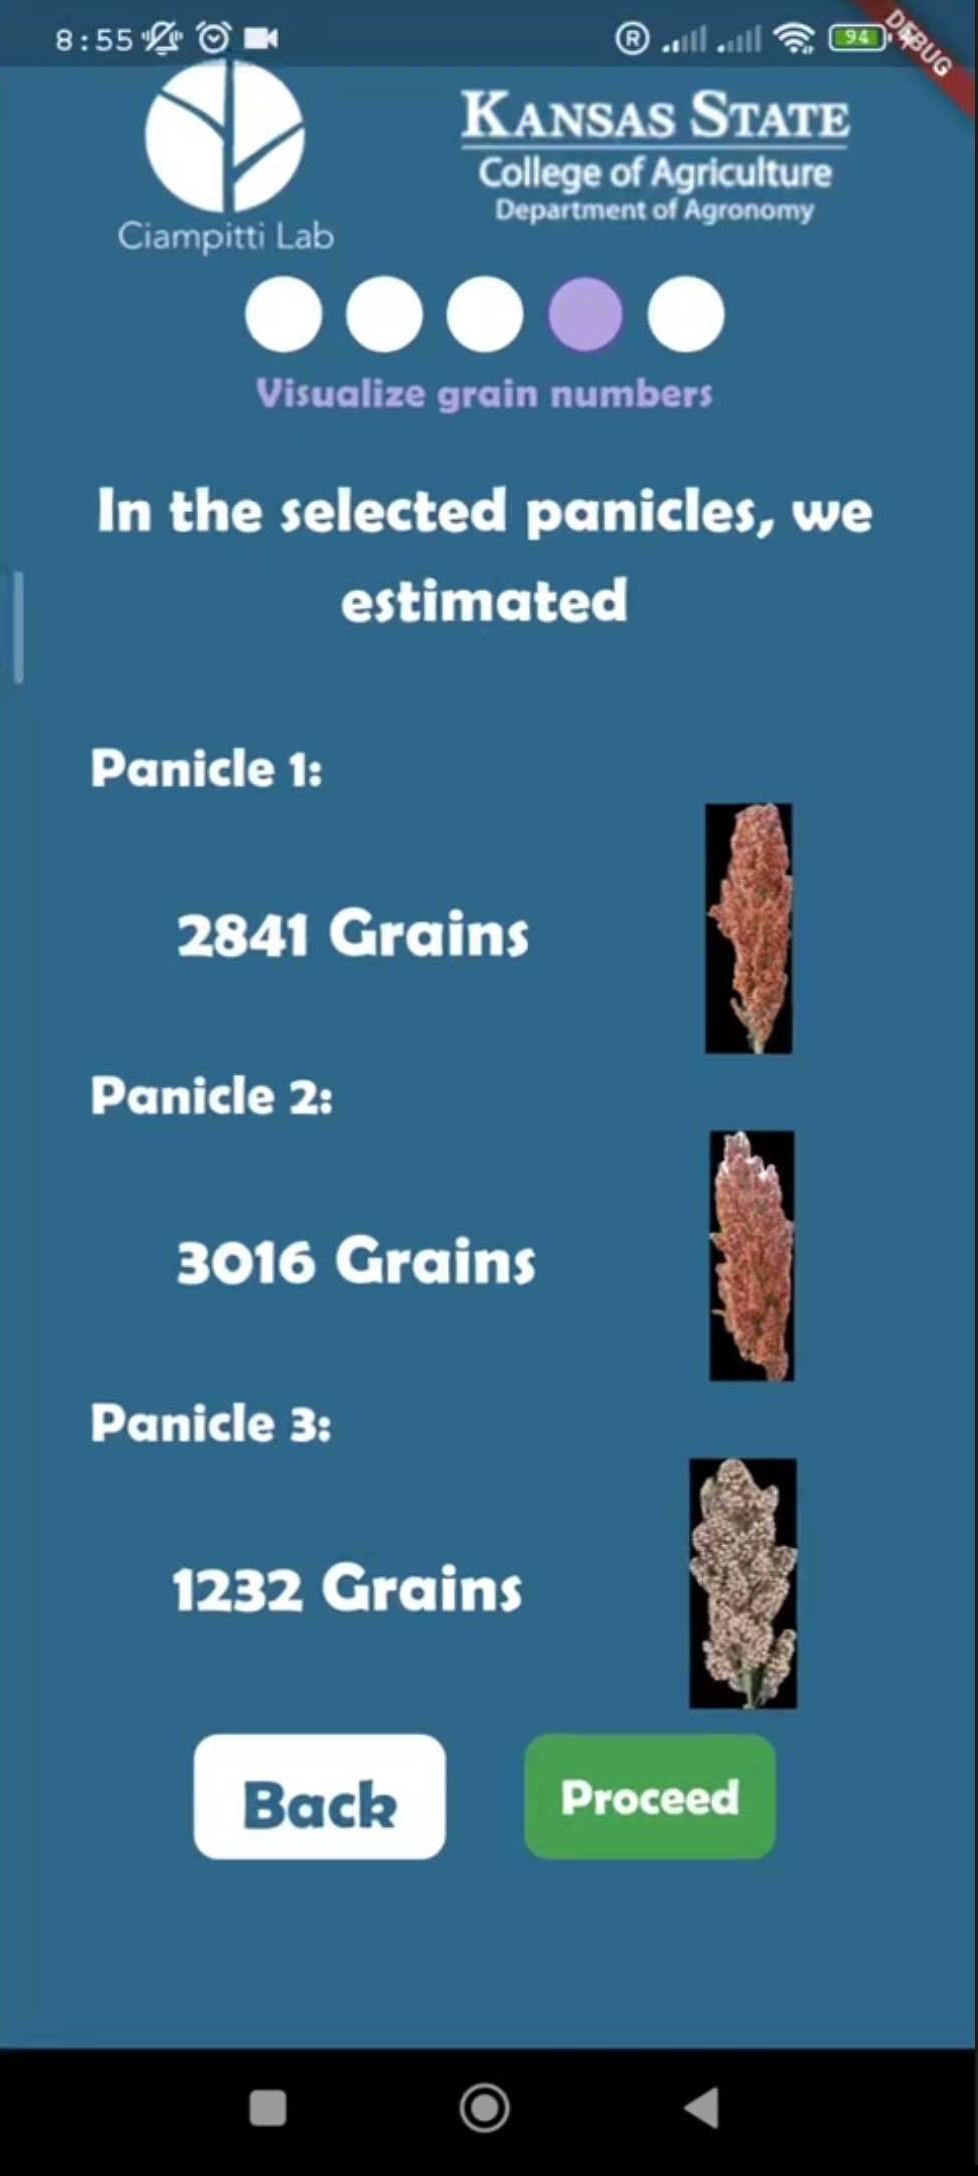 8:55
R
94
DEBUG
KANSAS STATE
College of Agriculture
Department of Agronomy
Ciampitti Lab
Visualize grain numbers
In the selected panicles, we
estimated
Panicle 1:
2841 Grains
Panicle 2:
3016 Grains
Panicle 3:
1232 Grains
Back
Proceed